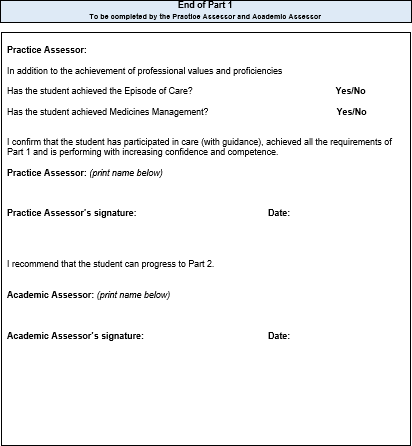 End of Part 1
To be completed by the Practice Assessor and Academic Assessor
Practice Assessor:
In addition to the achievement of professional values and proficiencies
Has the student achieved the Episode of Care? Yes/No
Has the student achieved Medicines Management? Yes/No
I confirm that the student has participated in care (with guidance), achieved all the requirements of
Part 1 and is performing with increasing confidence and competence.
Practice Assessor: (print name below)
Practice Assessor's signature: Date:
I recommend that the student can progress to Part 2.
Academic Assessor: (print name below)
Academic Assessor's signature: Date: